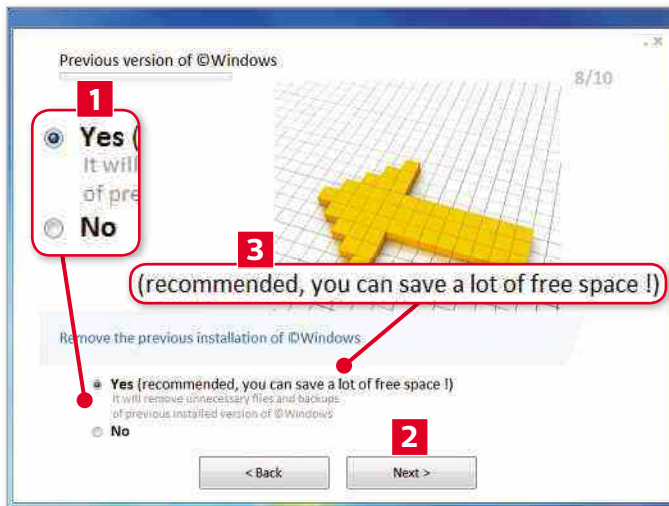 Previous version of ©Windows
8/10
1
Yes (
It will
of pre
No
3
(recommended, you can save a lot of free space !)
Remove the previous installation of ©Windows
Yes (recommended, you can save a lot of free space !)
It will remove unnecessary files and backups
of previous installed version of ©Windows
No
2
< Back
Next >